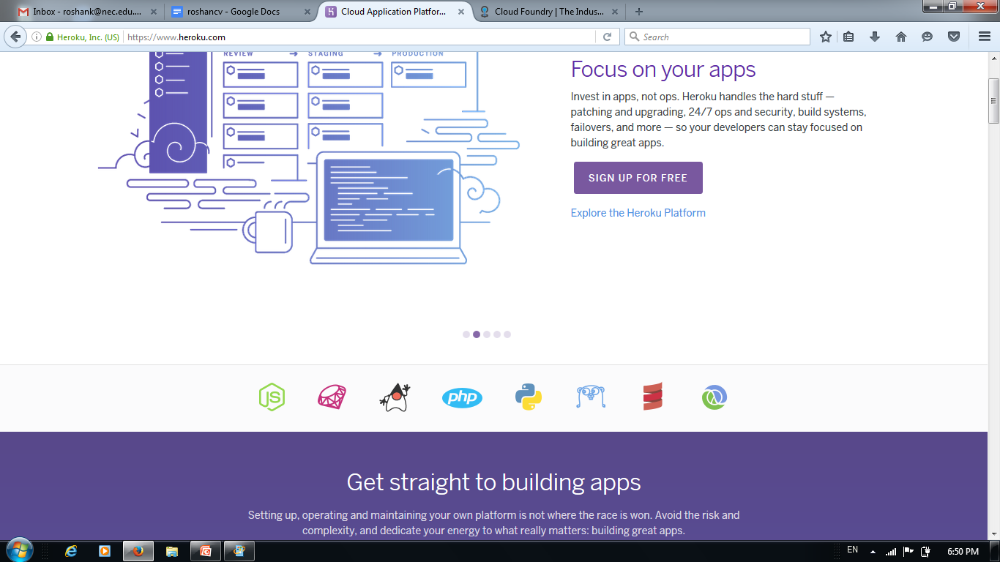 Inbox - roshank@nec.edu....
roshancv - Google Docs
Cloud Application Platfor...
Cloud Foundry | The Indus...
Heroku, Inc. (US)
https://www.heroku.com
Search
REVIEW
STAGING
PRODUCTION
Focus on your apps
Invest in apps, not ops. Heroku handles the hard stuff —
patching and upgrading, 24/7 ops and security, build systems,
failovers, and more — so your developers can stay focused on
building great apps.
SIGN UP FOR FREE
Explore the Heroku Platform
JS
php
Get straight to building apps
Setting up, operating and maintaining your own platform is not where the race is won. Avoid the risk and
complexity, and dedicate your energy to what really matters: building great apps.
EN
6:50 PM